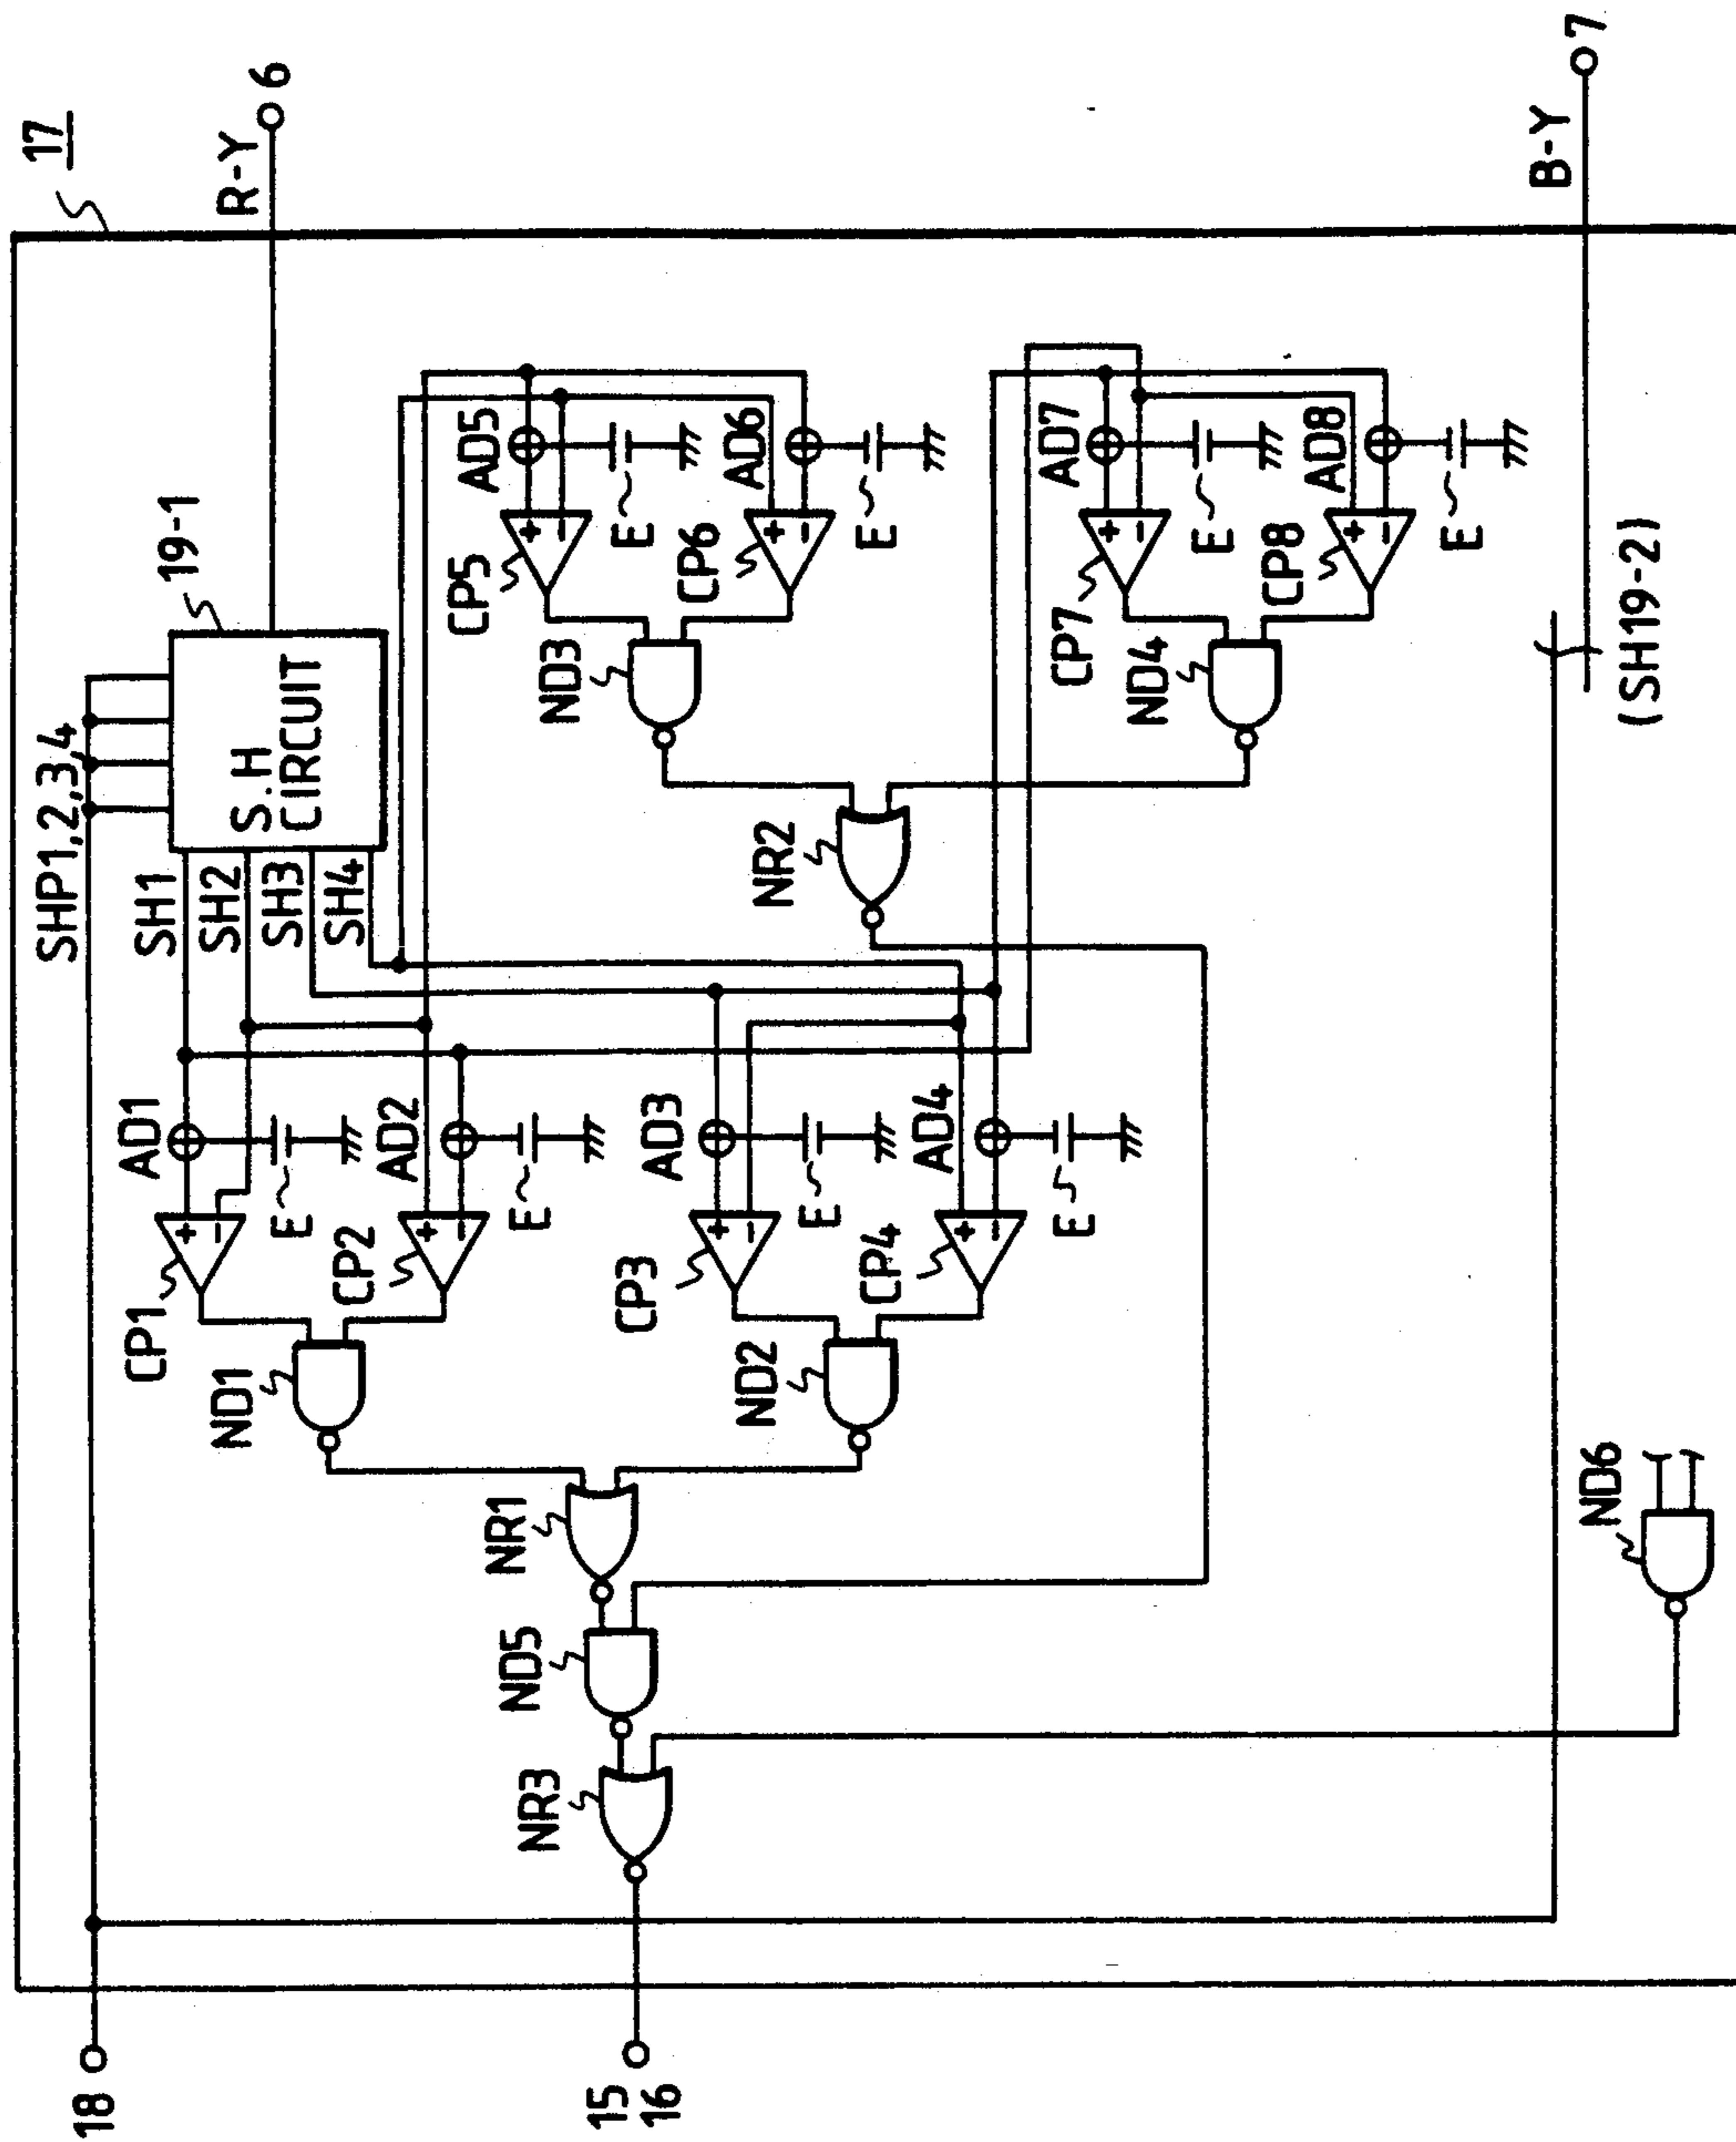 17
R-Y
6
SHP1,2,3,4
19-1
S.H
CIRCUIT
SH1
SH2
SH3
SH4
AD1
E
CP1
AD2
E
CP2
ND1
AD3
E
CP3
AD4
E
CP4
ND2
NR1
AD5
E
CP5
AD6
E
CP6
ND3
AD7
E
CP7
AD8
E
CP8
ND4
NR2
ND5
NR3
ND6
B-Y
7
(SH19-2)
18
15
16